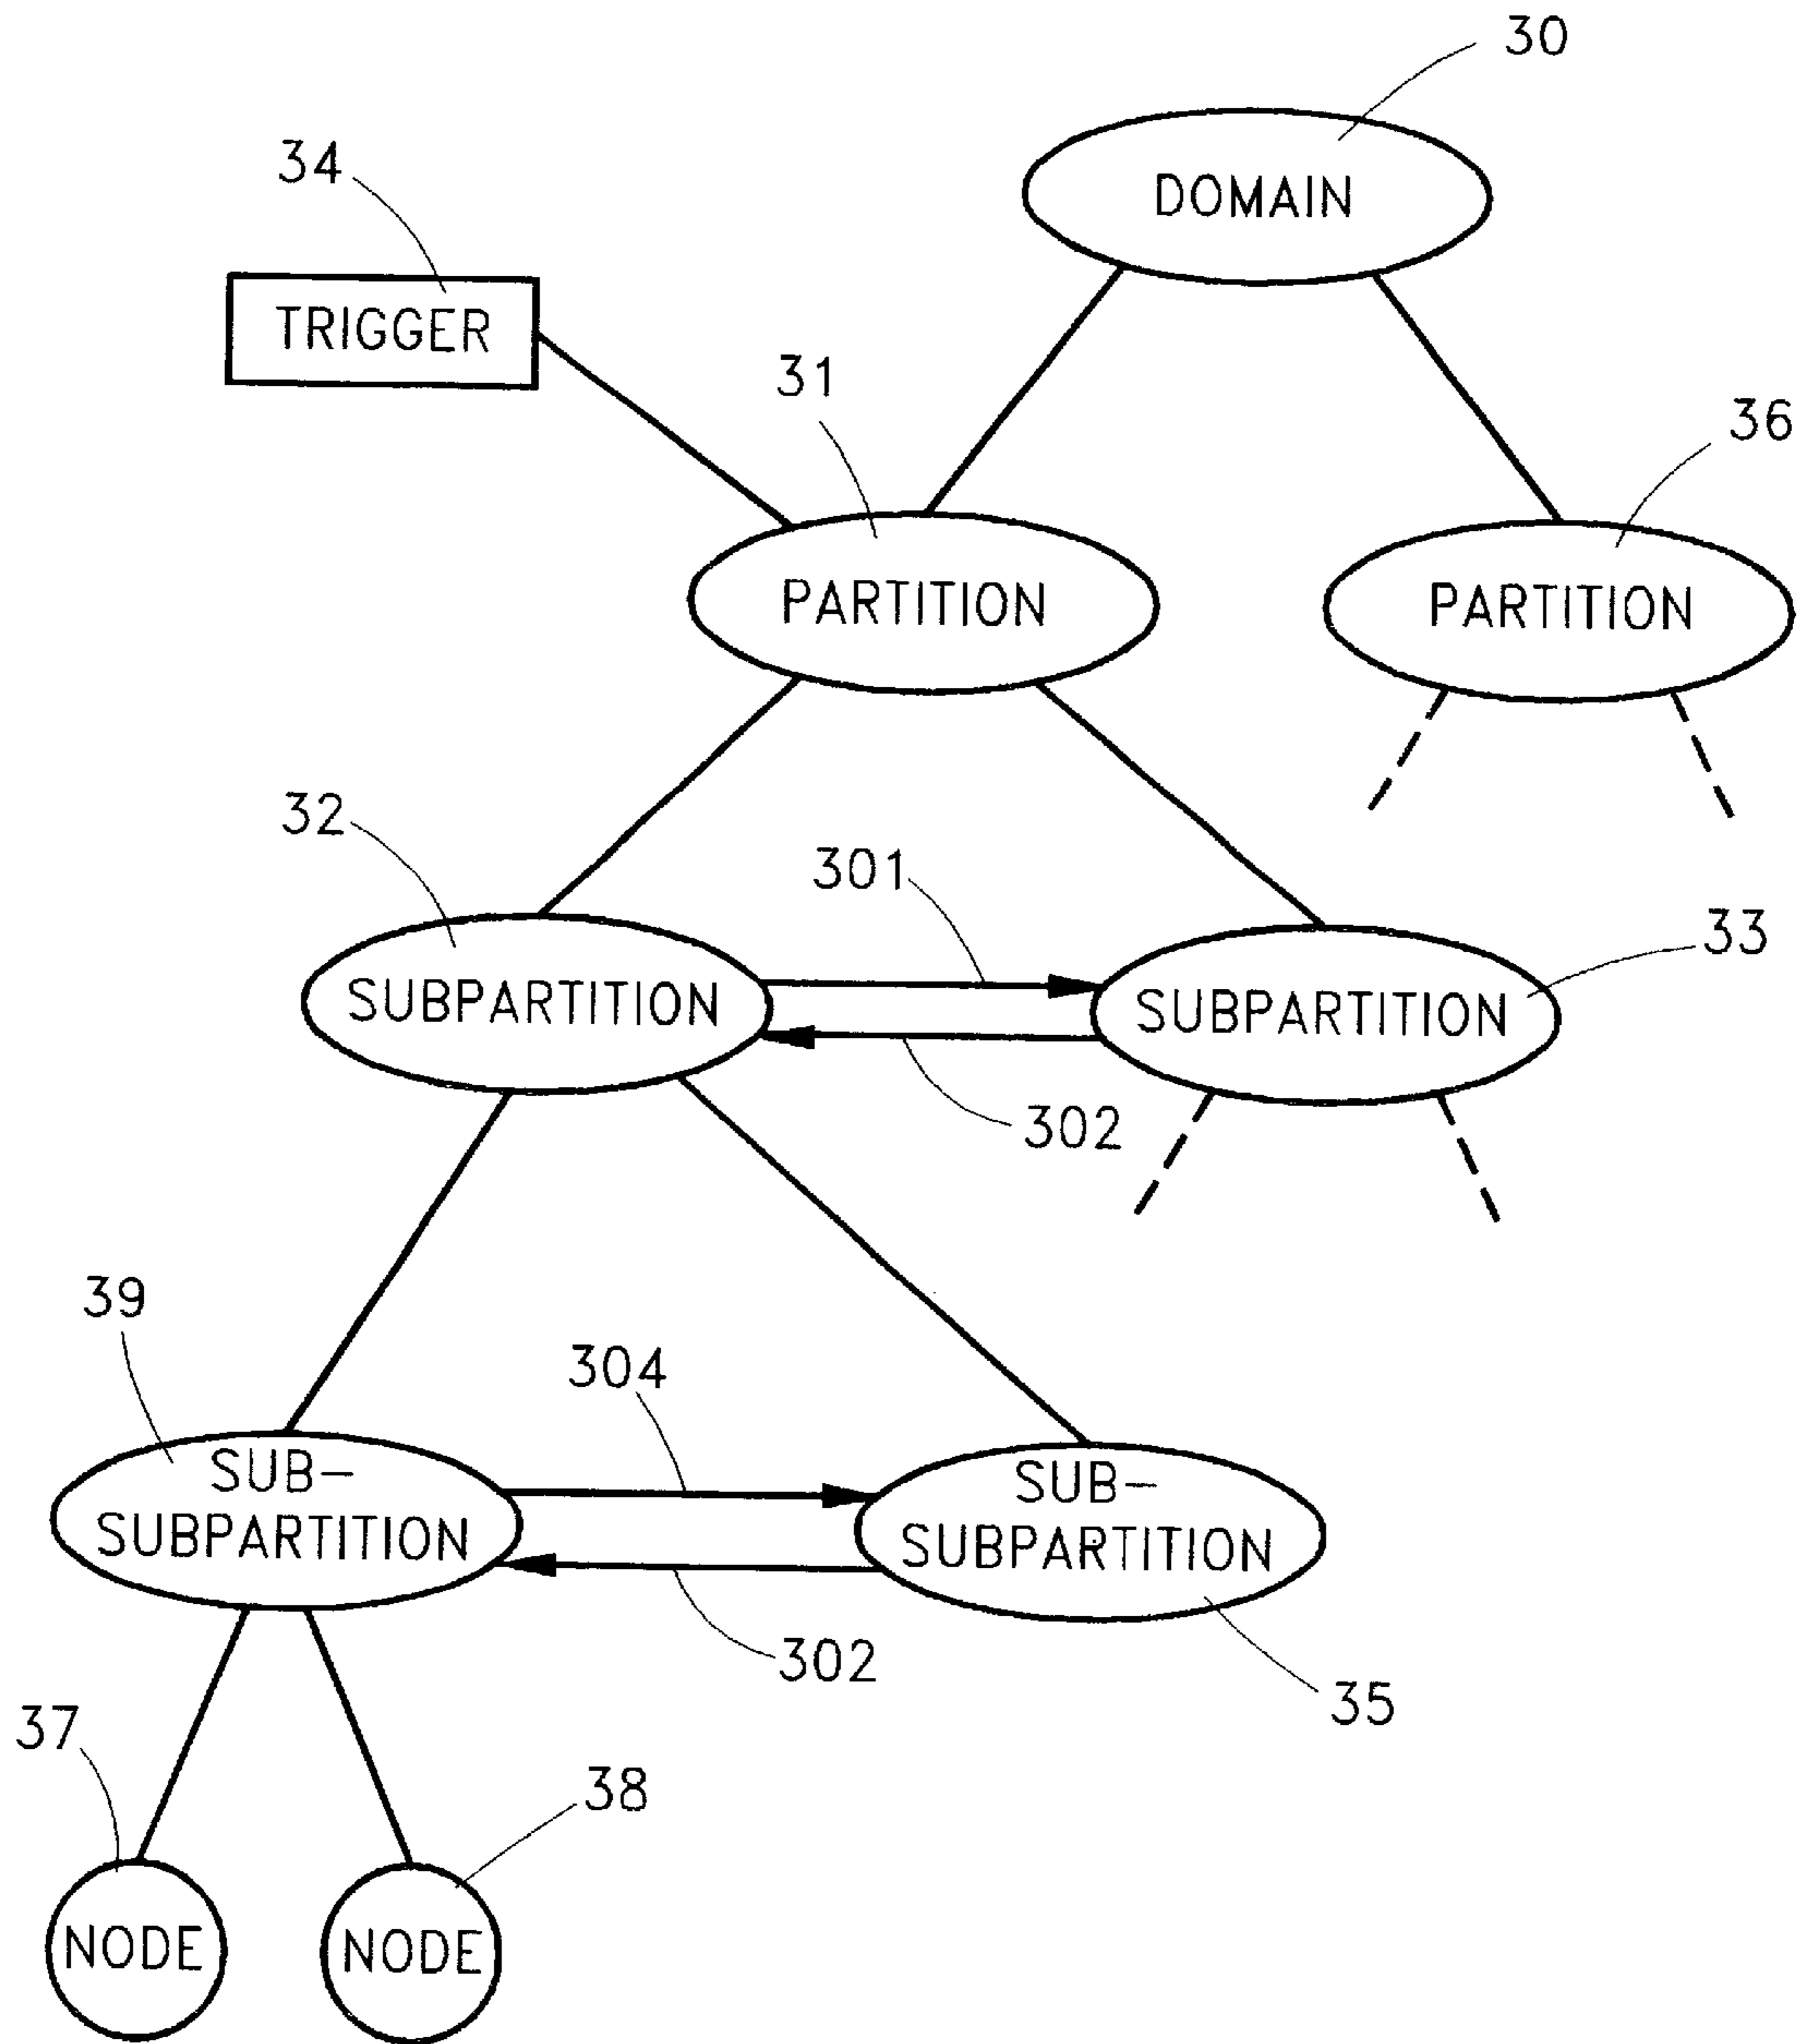 30
34
DOMAIN
TRIGGER
31
36
PARTITION
PARTITION
32
301
33
SUBPARTITION
SUBPARTITION
302
39
304
SUB-
SUBPARTITION
SUB-
SUBPARTITION
302
35
37
38
NODE
NODE